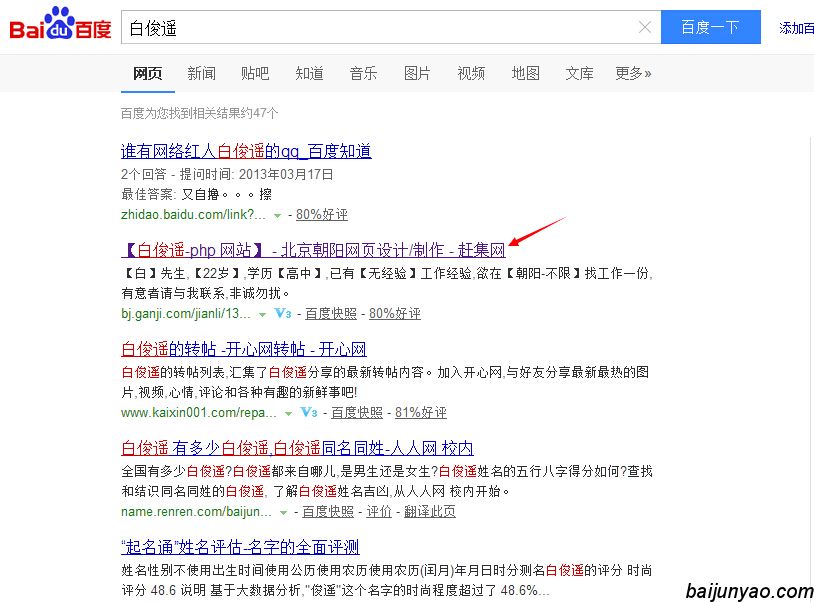 Bai du 百度
白俊遥
百度一下
添加百
网页 新闻 贴吧 知道 音乐 图片 视频 地图 文库 更多»
百度为您找到相关结果约47个
谁有网络红人白俊遥的qq_百度知道
2个回答 - 提问时间: 2013年03月17日
最佳答案: 又自撸。。。擦
zhidao.baidu.com/link?... - 80%好评
【白俊遥-php 网站】 - 北京朝阳网页设计/制作 - 赶集网
【白】先生,【22岁】,学历【高中】,已有【无经验】工作经验,欲在【朝阳-不限】找工作一份,
有意者请与我联系,非诚勿扰。
bj.ganji.com/jianli/13... V3 - 百度快照 - 80%好评
白俊遥的转帖 -开心网转帖 - 开心网
白俊遥的转帖列表,汇集了白俊遥分享的最新转帖内容。加入开心网,与好友分享最新最热的图
片,视频,心情,评论和各种有趣的新鲜事吧!
www.kaixin001.com/repa... V3 - 百度快照 - 81%好评
白俊遥 有多少白俊遥,白俊遥同名同姓-人人网 校内
全国有多少白俊遥?白俊遥都来自哪儿,是男生还是女生?白俊遥姓名的五行八字得分如何?查找
和结识同名同姓的白俊遥, 了解白俊遥姓名吉凶,从人人网 校内开始。
name.renren.com/baijun... - 百度快照 - 评价 - 翻译此页
“起名通”姓名评估-名字的全面评测
姓名性别不使用出生时间使用公历使用农历使用农历(闰月)年月日时分测名白俊遥的评分 时尚
评分 48.6 说明 基于大数据分析,"俊遥"这个名字的时尚程度超过了 48.6%...
baijunyao.com